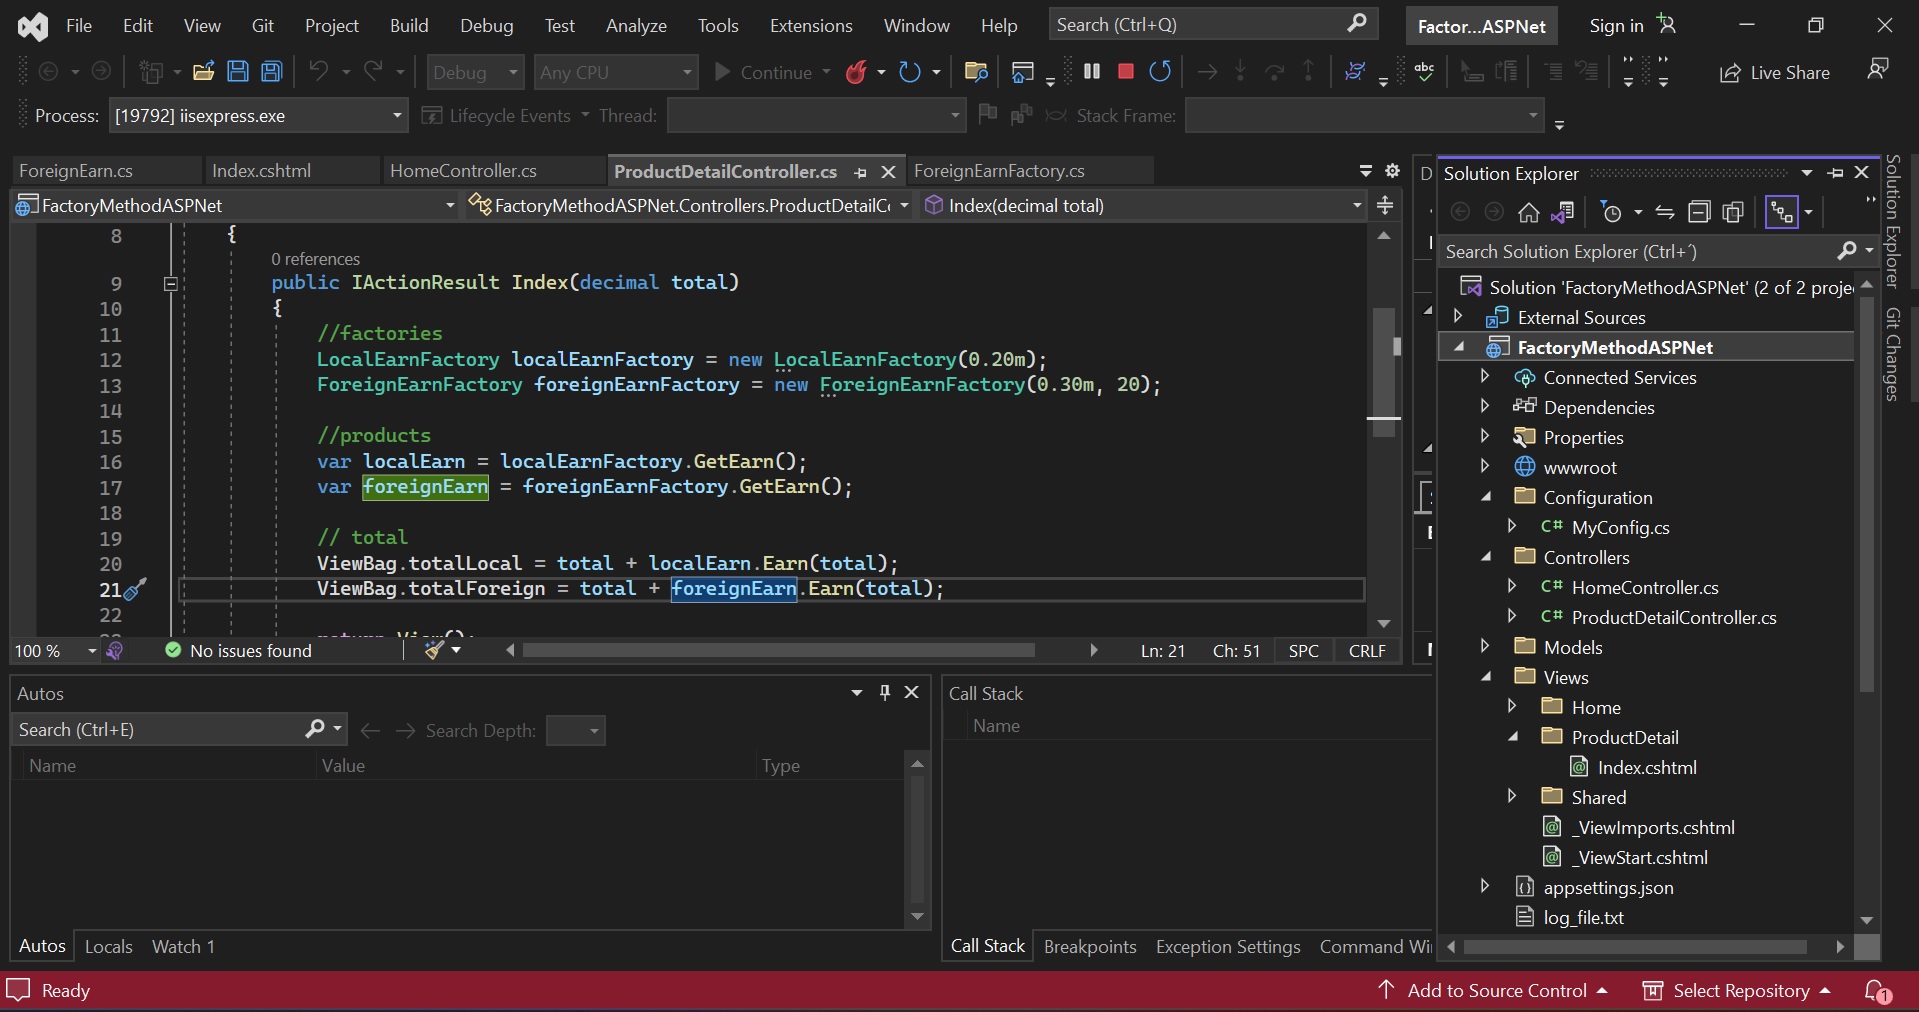 File Edit View Git Project Build Debug Test Analyze Tools Extensions Window Help Search (Ctrl+Q) Factor...ASPNet Sign in
Debug Any CPU Continue abc Live Share
Process: [19792] iisexpress.exe Lifecycle Events Thread: Stack Frame:
ForeignEarn.cs Index.cshtml HomeController.cs ProductDetailController.cs ForeignEarnFactory.cs
FactoryMethodASPNet FactoryMethodASPNet.Controllers.ProductDetailC Index(decimal total)
8 {
0 references
9 public IActionResult Index(decimal total)
10 {
11 //factories
12 LocalEarnFactory localEarnFactory = new LocalEarnFactory(0.20m);
13 ForeignEarnFactory foreignEarnFactory = new ForeignEarnFactory(0.30m, 20);
14
15 //products
16 var localEarn = localEarnFactory.GetEarn();
17 var foreignEarn = foreignEarnFactory.GetEarn();
18
19 // total
20 ViewBag.totalLocal = total + localEarn.Earn(total);
21 ViewBag.totalForeign = total + foreignEarn.Earn(total);
22
return View();
100 % No issues found Ln: 21 Ch: 51 SPC CRLF
Autos
Search (Ctrl+E) Search Depth:
Name Value Type
Autos Locals Watch 1
Call Stack
Name
Call Stack Breakpoints Exception Settings Command Wi
Solution Explorer
Search Solution Explorer (Ctrl+´)
Solution 'FactoryMethodASPNet' (2 of 2 proje
External Sources
FactoryMethodASPNet
Connected Services
Dependencies
Properties
wwwroot
Configuration
C# MyConfig.cs
Controllers
C# HomeController.cs
C# ProductDetailController.cs
Models
Views
Home
ProductDetail
Index.cshtml
Shared
_ViewImports.cshtml
_ViewStart.cshtml
appsettings.json
log_file.txt
Solution Explorer
Git Changes
Ready Add to Source Control Select Repository 1